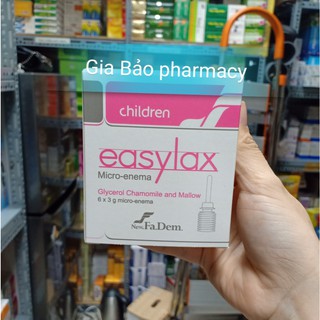 Gia Bảo pharmacy
children
easylax
Micro-enema
Glycerol Chamomile and Mallow
6 x 3 g micro-enema
New.Fa.Dem.